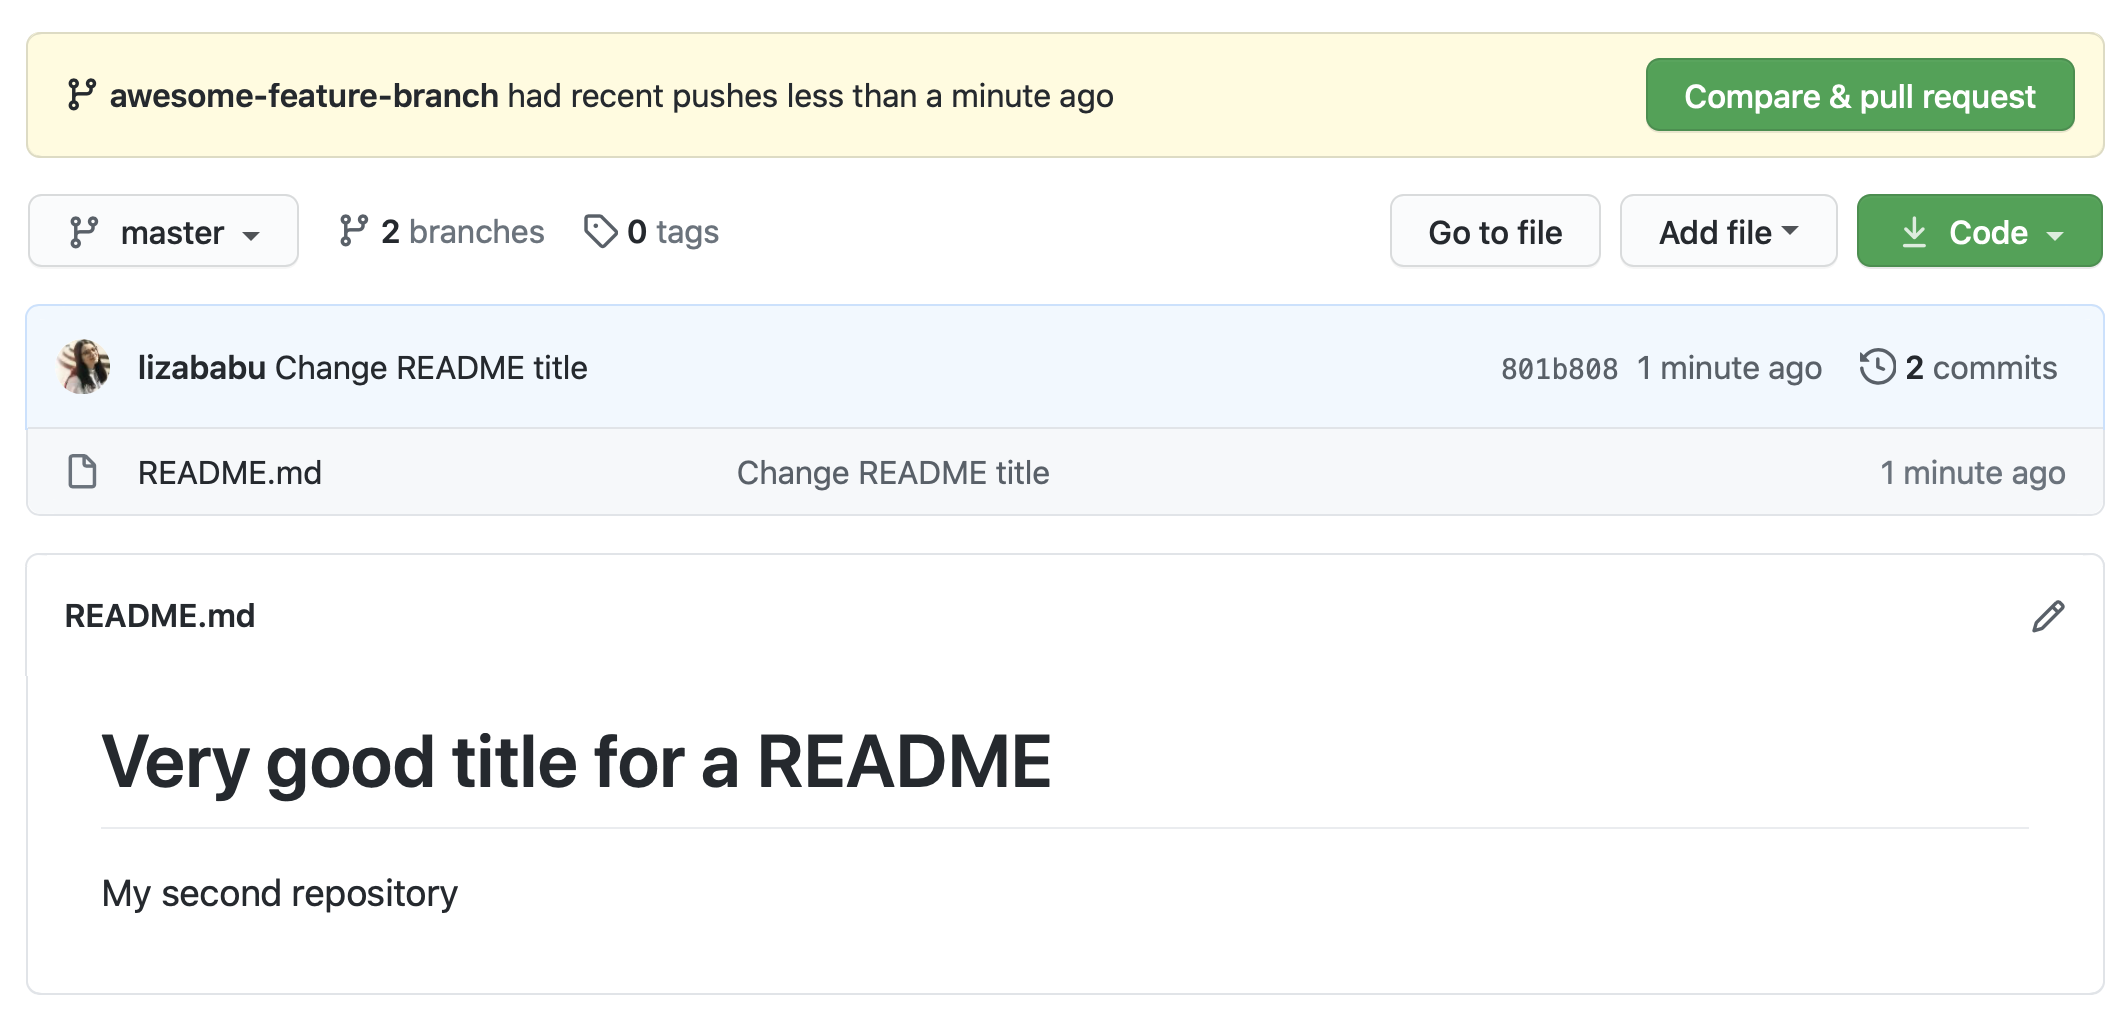 awesome-feature-branch had recent pushes less than a minute ago Compare & pull request
master 2 branches 0 tags Go to file Add file Code
lizababu Change README title 801b808 1 minute ago 2 commits
README.md Change README title 1 minute ago
README.md
Very good title for a README
My second repository